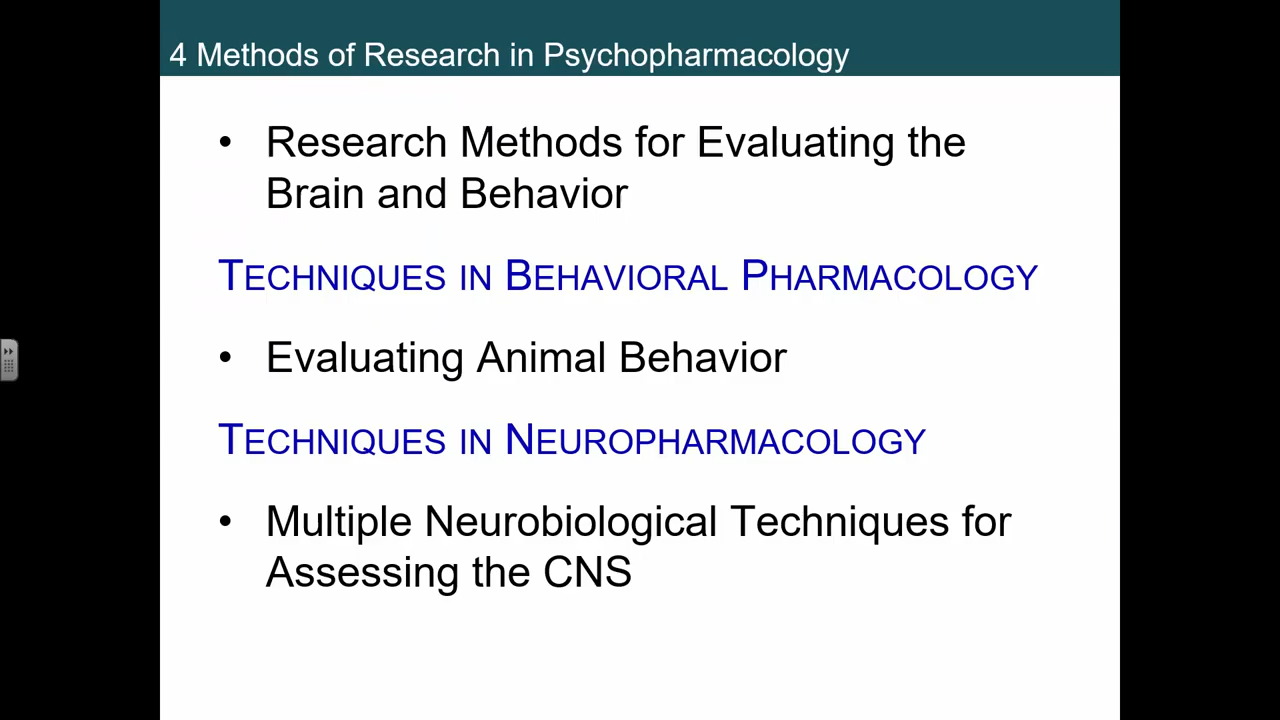 4 Methods of Research in Psychopharmacology
• Research Methods for Evaluating the
Brain and Behavior
TECHNIQUES IN BEHAVIORAL PHARMACOLOGY
• Evaluating Animal Behavior
TECHNIQUES IN NEUROPHARMACOLOGY
• Multiple Neurobiological Techniques for
Assessing the CNS